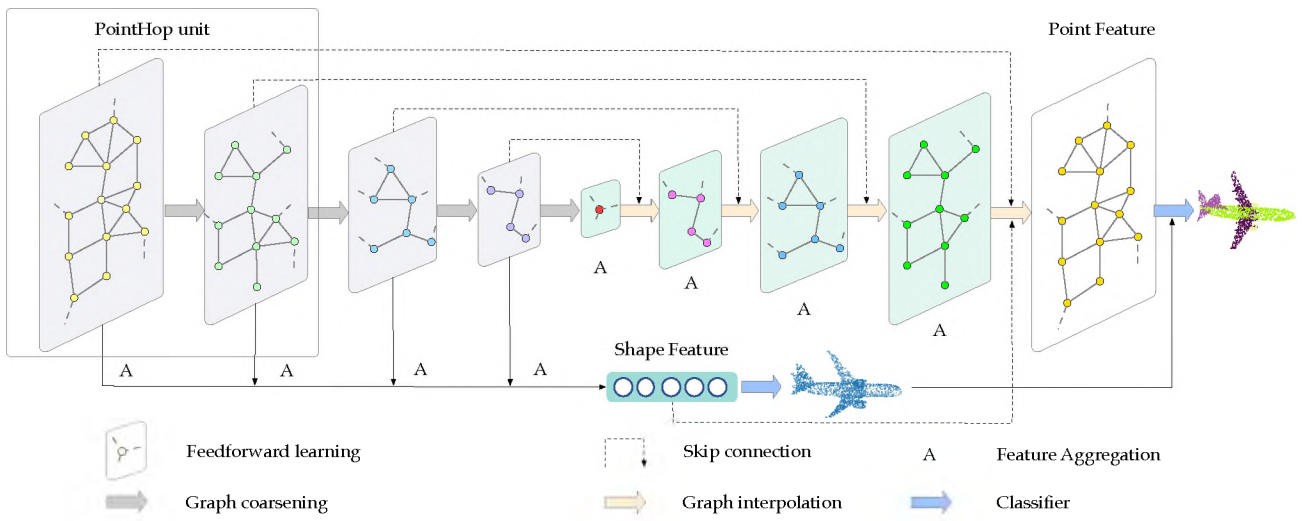 PointHop unit
Point Feature
A
A
A
A
A
A
A
A
Shape Feature
Feedforward learning
Skip connection
A
Feature Aggregation
Graph coarsening
Graph interpolation
Classifier